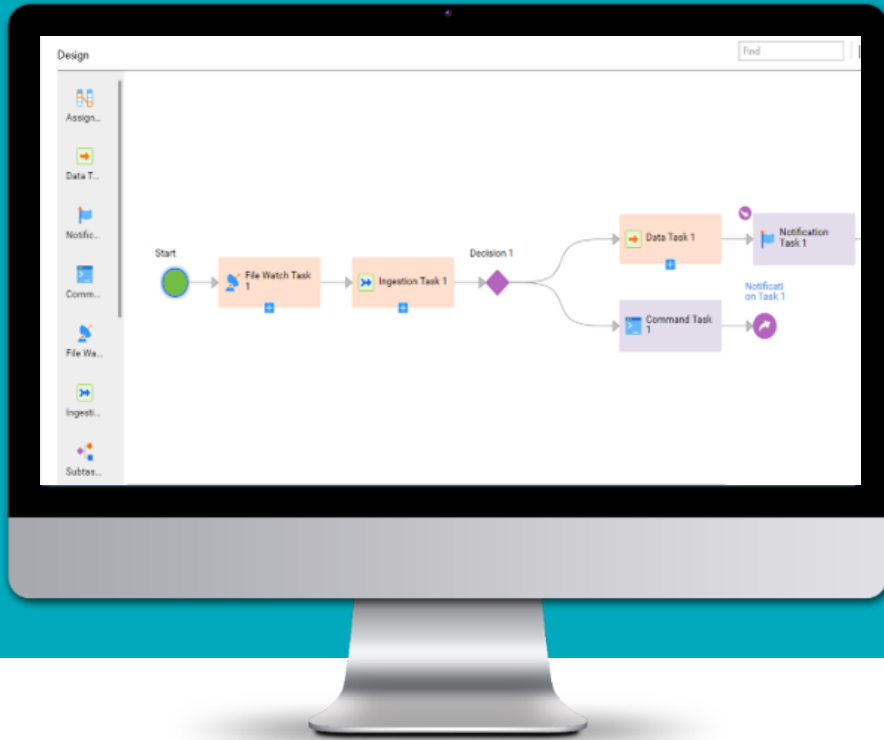 Design
Find
Assign...
Data T...
Notific...
Comm...
File Wa...
Ingesti...
Subtas...
Start
File Watch Task
1
Ingestion Task 1
Decision 1
Data Task 1
Notification
Task 1
Command Task
1
Notificati
on Task 1